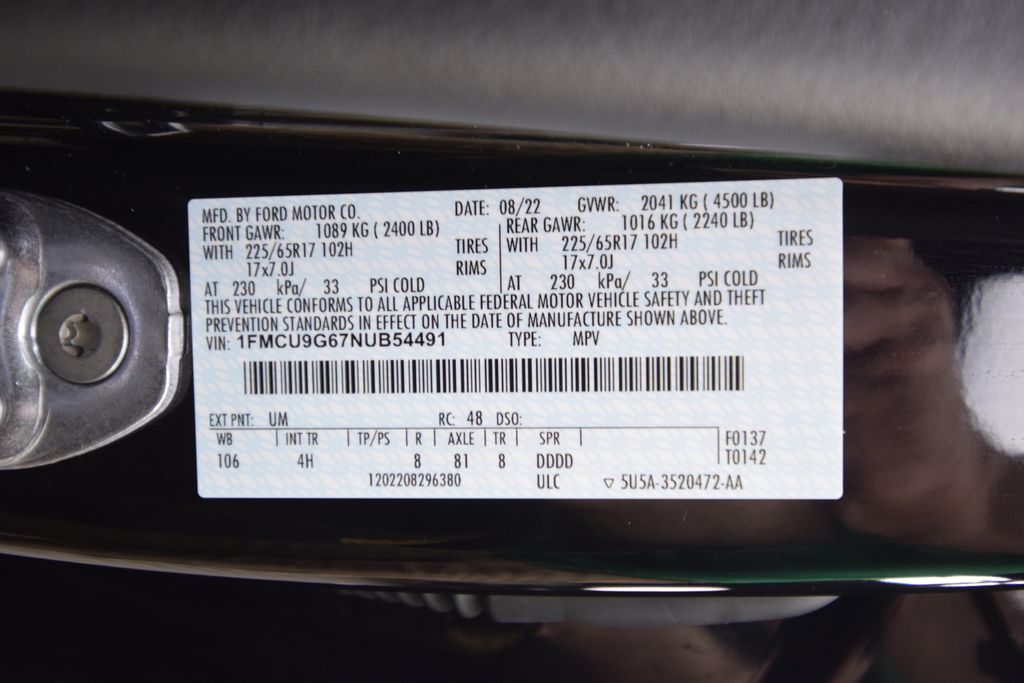 MFD. BY FORD MOTOR CO. DATE: 08/22 GVWR: 2041 KG ( 4500 LB)
FRONT GAWR: 1089 KG ( 2400 LB) REAR GAWR: 1016 KG ( 2240 LB)
WITH 225/65R17 102H TIRES WITH 225/65R17 102H TIRES
17x7.0J RIMS 17x7.0J RIMS
AT 230 kPa/ 33 PSI COLD AT 230 kPa/ 33 PSI COLD
THIS VEHICLE CONFORMS TO ALL APPLICABLE FEDERAL MOTOR VEHICLE SAFETY AND THEFT
PREVENTION STANDARDS IN EFFECT ON THE DATE OF MANUFACTURE SHOWN ABOVE.
VIN: 1FMCU9G67NUB54491 TYPE: MPV
EXT PNT: UM RC: 48 DSO:
WB INT TR TP/PS R AXLE TR SPR F0137
106 4H 8 81 8 DDDD T0142
1202208296380 ULC ▽ 5U5A-3520472-AA